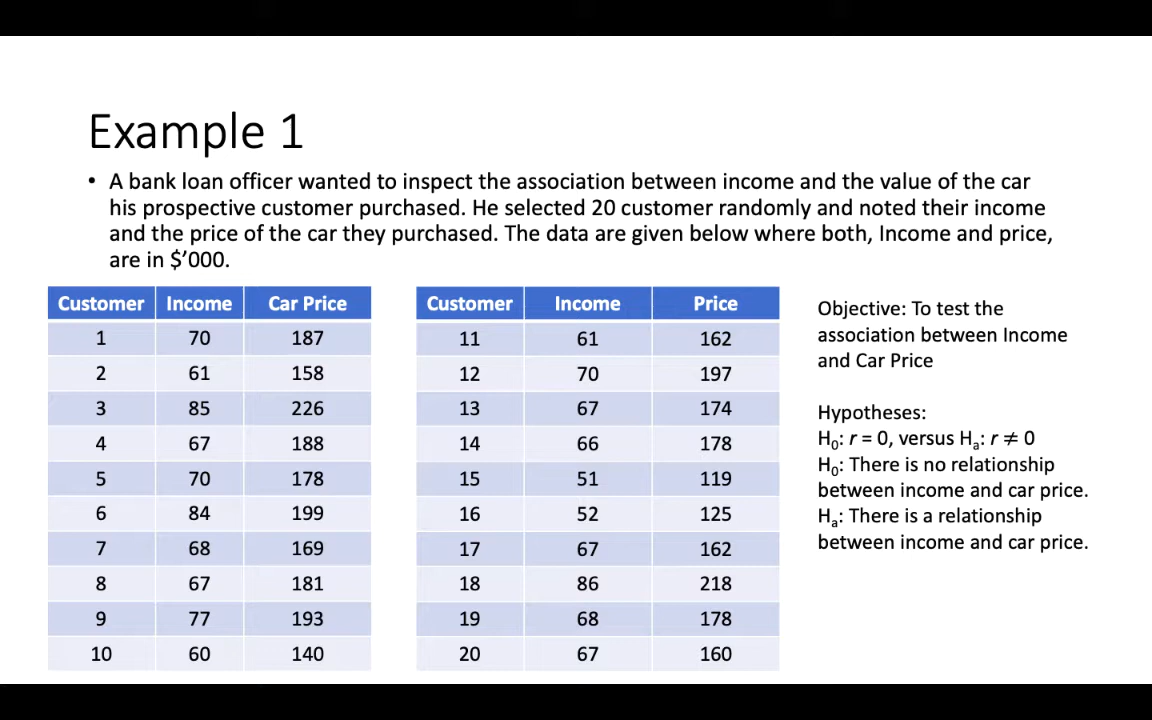 Example 1
• A bank loan officer wanted to inspect the association between income and the value of the car
his prospective customer purchased. He selected 20 customer randomly and noted their income
and the price of the car they purchased. The data are given below where both, Income and price,
are in $’000.
Customer Income Car Price
1 70 187
2 61 158
3 85 226
4 67 188
5 70 178
6 84 199
7 68 169
8 67 181
9 77 193
10 60 140
Customer Income Price
11 61 162
12 70 197
13 67 174
14 66 178
15 51 119
16 52 125
17 67 162
18 86 218
19 68 178
20 67 160
Objective: To test the
association between Income
and Car Price
Hypotheses:
H₀: r = 0, versus Hₐ: r ≠ 0
H₀: There is no relationship
between income and car price.
Hₐ: There is a relationship
between income and car price.